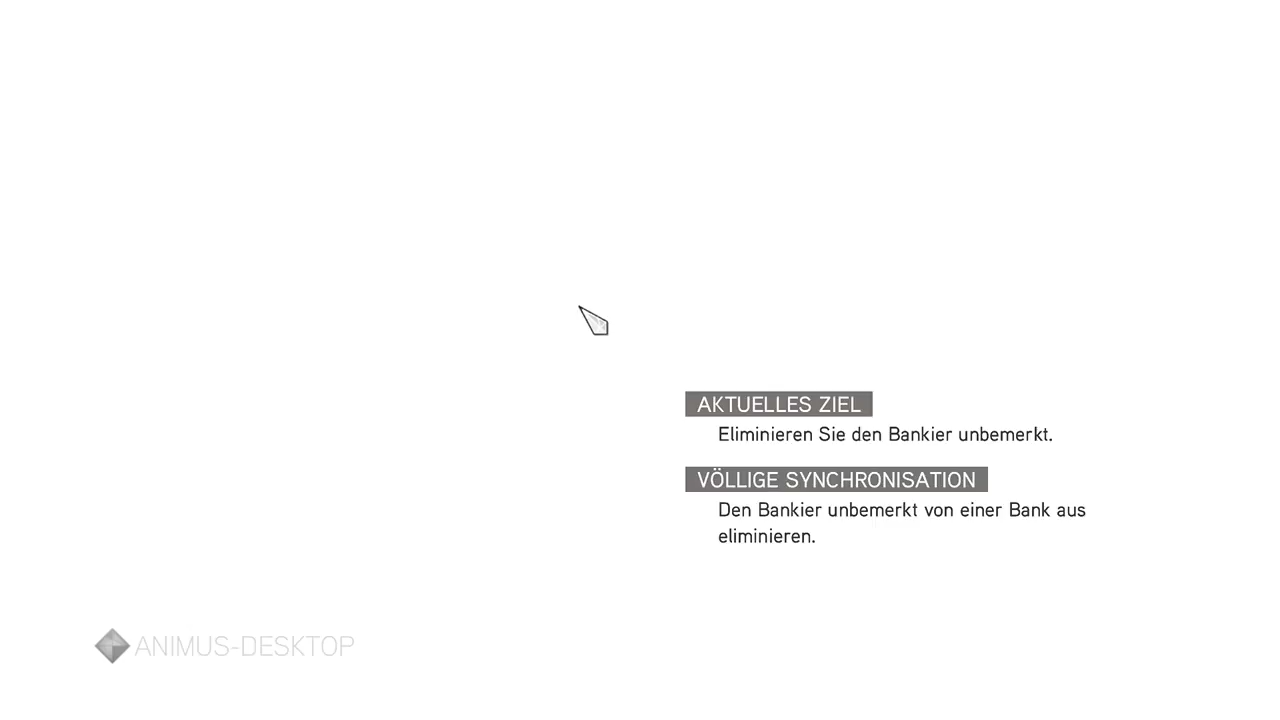 AKTUELLES ZIEL
Eliminieren Sie den Bankier unbemerkt.
VÖLLIGE SYNCHRONISATION
Den Bankier unbemerkt von einer Bank aus
eliminieren.
ANIMUS-DESKTOP